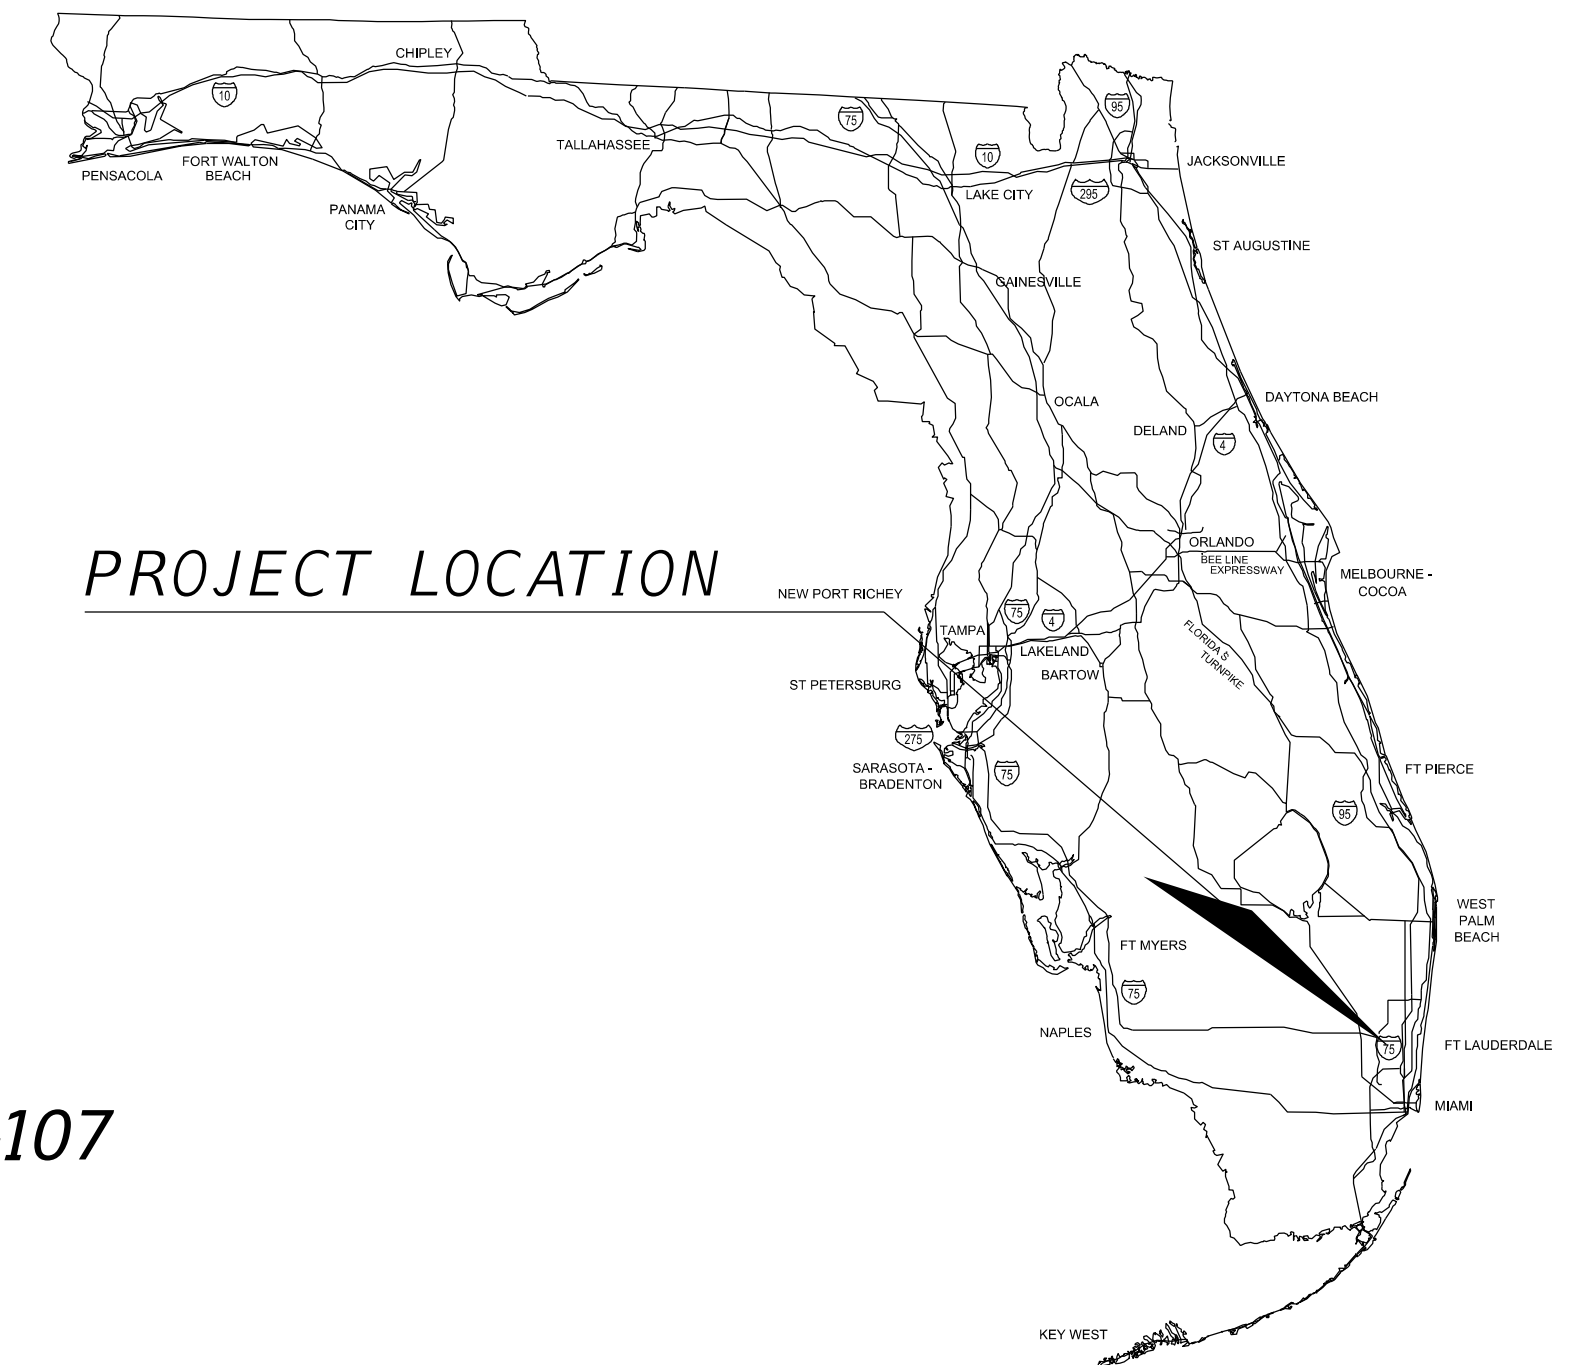 CHIPLEY
10
95
75
TALLAHASSEE
10
JACKSONVILLE
FORT WALTON
BEACH
PENSACOLA
LAKE CITY
295
PANAMA
CITY
ST AUGUSTINE
GAINESVILLE
OCALA
DAYTONA BEACH
DELAND
4
PROJECT LOCATION
ORLANDO
BEE LINE
EXPRESSWAY
MELBOURNE -
COCOA
NEW PORT RICHEY
75
4
TAMPA
LAKELAND
BARTOW
FLORIDA S
TURNPIKE
ST PETERSBURG
275
SARASOTA -
BRADENTON
75
FT PIERCE
95
WEST
PALM
BEACH
FT MYERS
75
NAPLES
75
FT LAUDERDALE
MIAMI
107
KEY WEST